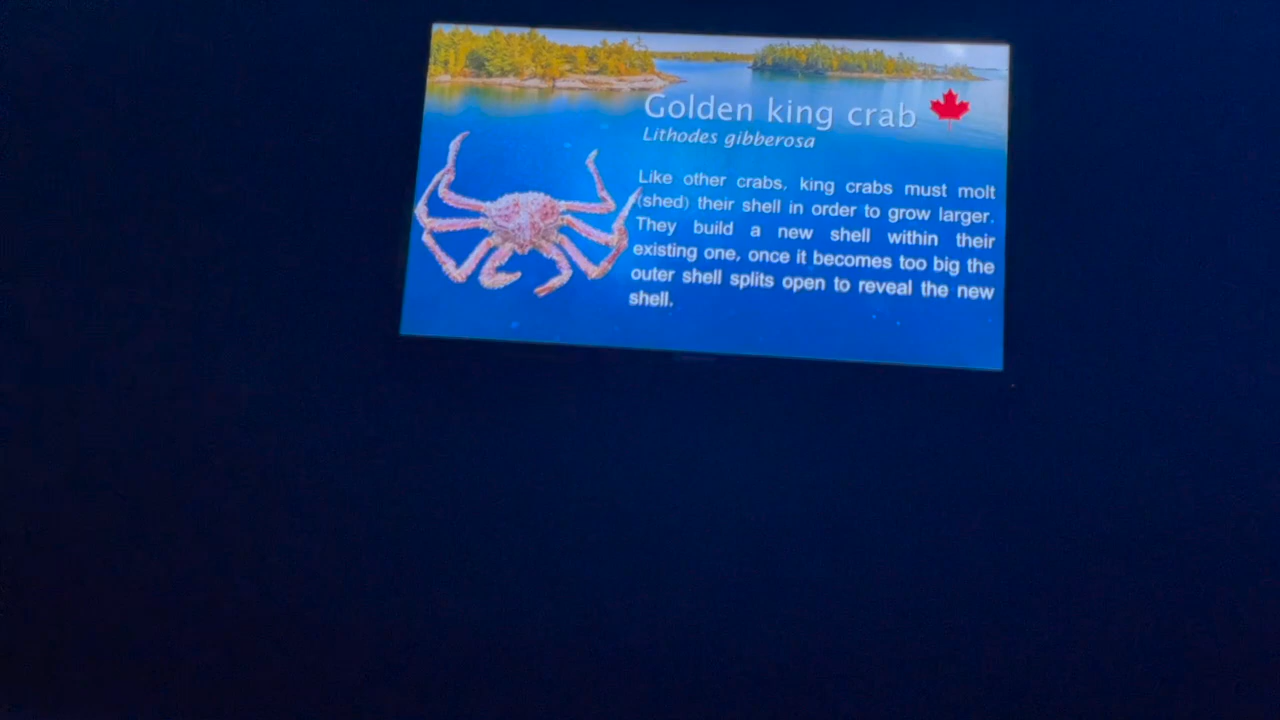 Golden king crab
Lithodes gibberosa
Like other crabs, king crabs must molt
(shed) their shell in order to grow larger.
They build a new shell within their
existing one, once it becomes too big the
outer shell splits open to reveal the new
shell.